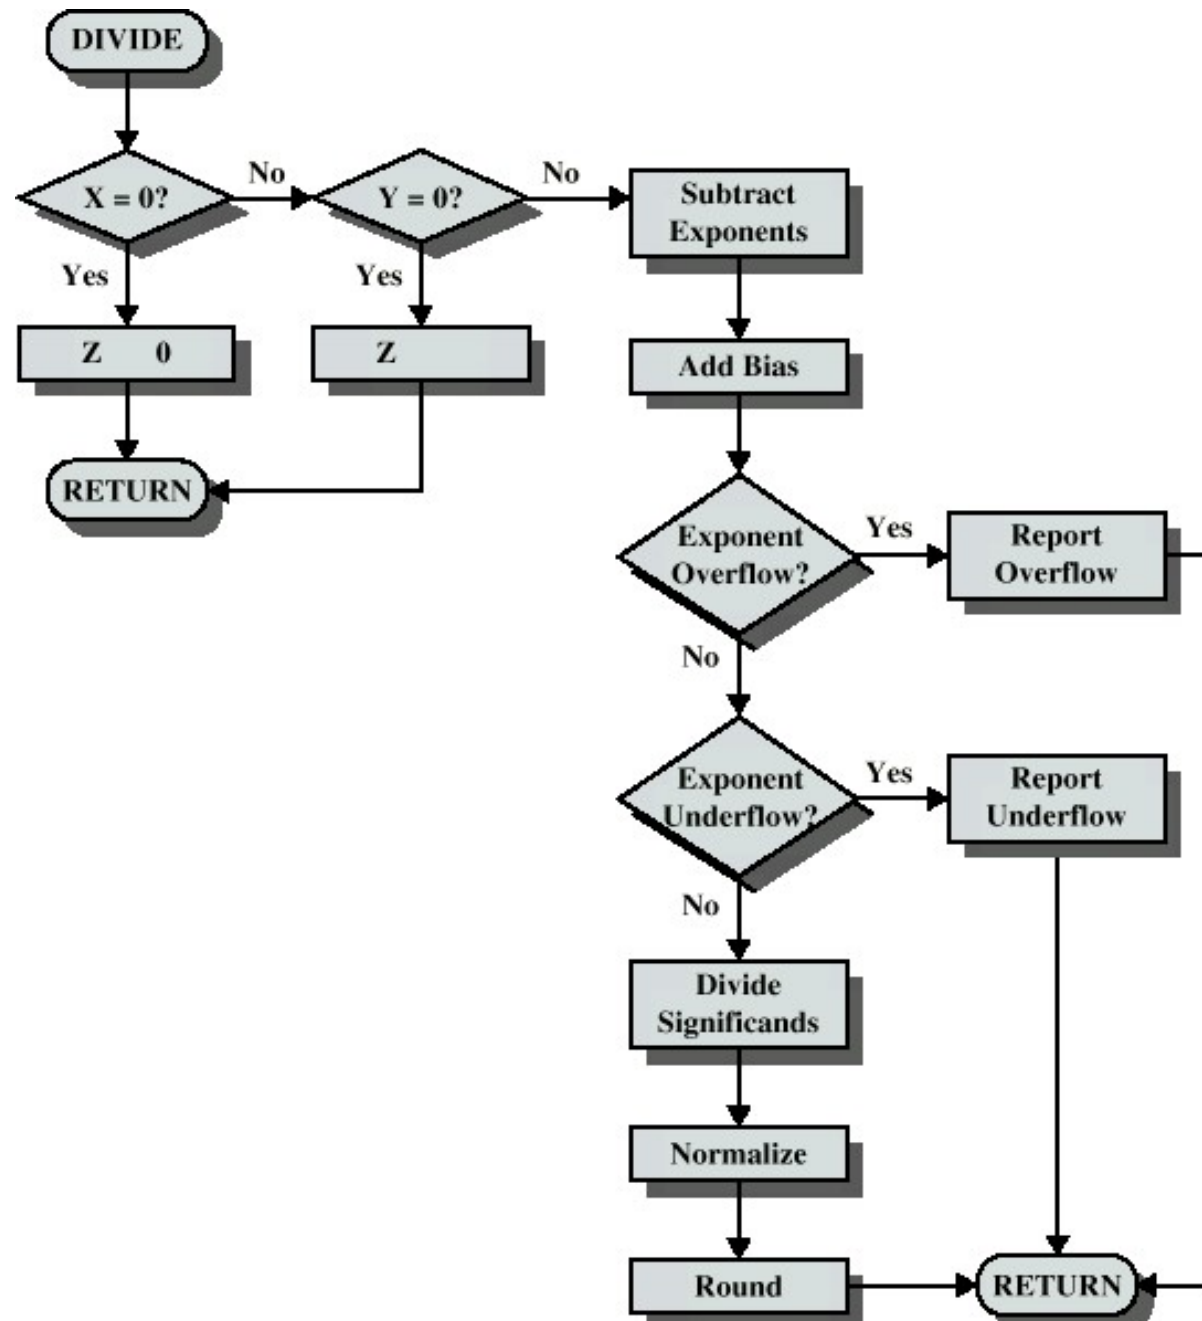 DIVIDE
X = 0?
No
Y = 0?
No
Subtract
Exponents
Yes
Yes
Z 0
Z
Add Bias
RETURN
Exponent
Overflow?
Yes
Report
Overflow
No
Exponent
Underflow?
Yes
Report
Underflow
No
Divide
Significands
Normalize
Round
RETURN